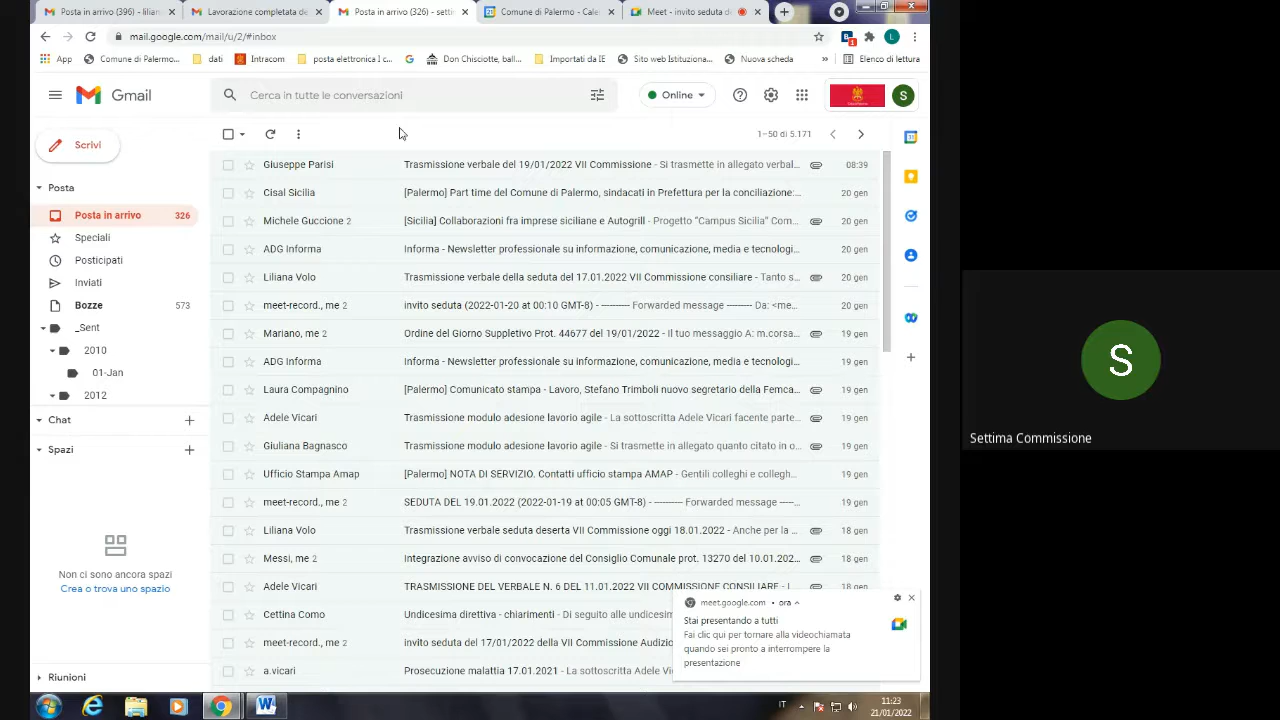 Posta in arrivo (396) - lilian
Lavorazione completata de
Posta in arrivo (326) - setti
Comune di Palermo - Cale
Meet - invito seduta d
mail.google.com/mail/u/2/#inbox
L
App
Comune di Palermo...
dati
Intracom
posta elettronica I c...
Don Chisciotte, ball...
Importati da IE
Sito web Istituziona...
Nuova scheda
»
Elenco di lettura
Gmail
Cerca in tutte le conversazioni
Online
S
Scrivi
1–50 di 5.171
Posta
Posta in arrivo 326
Speciali
Posticipati
Inviati
Bozze 573
_Sent
2010
01-Jan
2012
Chat
Spazi
Non ci sono ancora spazi
Crea o trova uno spazio
Riunioni
Giuseppe Parisi Trasmissione verbale del 19/01/2022 VII Commissione - Si trasmette in allegato verbal... 08:39
Cisal Sicilia [Palermo] Part time del Comune di Palermo, sindacati in Prefettura per la conciliazione:... 20 gen
Michele Guccione 2 [Sicilia] Collaborazioni fra imprese siciliane e Autogrill - Progetto “Campus Sicilia” Com... 20 gen
ADG Informa Informa - Newsletter professionale su informazione, comunicazione, media e tecnologi... 20 gen
Liliana Volo Trasmissione verbale della seduta del 17.01.2022 VII Commissione consiliare - Tanto s... 20 gen
meet-record., me 2 invito seduta (2022-01-20 at 00:10 GMT-8) - ---------- Forwarded message --------- Da: <me... 20 gen
Mariano, me 2 Ordine del Giorno Suppletivo Prot. 44677 del 19/01/2022 - Il tuo messaggio A: m.corsa... 19 gen
ADG Informa Informa - Newsletter professionale su informazione, comunicazione, media e tecnologi... 19 gen
Laura Compagnino [Palermo] Comunicato stampa - Lavoro, Stefano Trimboli nuovo segretario della Femca... 19 gen
Adele Vicari Trasmissione modulo adesione lavorio agile - La sottoscritta Adele Vicari facente parte... 19 gen
Giuliana Bagnasco Trasmissione modulo adesione lavorio agile - Si trasmette in allegato quanto citato in o... 19 gen
Ufficio Stampa Amap [Palermo] NOTA DI SERVIZIO. Contatti ufficio stampa AMAP - Gentili colleghi e collegh... 19 gen
meet-record., me 2 SEDUTA DEL 19.01.2022 (2022-01-19 at 00:05 GMT-8) - ---------- Forwarded message -----... 19 gen
Liliana Volo Trasmissione verbale seduta deserta VII Commissione oggi 18.01.2022 - Anche per la ... 18 gen
Messi, me 2 Integrazione avviso di convocazione del Consiglio Comunale prot. 13270 del 10.01.202... 18 gen
Adele Vicari TRASMISSIONE DEL VERBALE N. 6 DEL 11.01.2022 VII COMMISSIONE CONSILIARE - I... 18 gen
Cettina Como Undicesima direttiva - chiarimenti - Di seguito alle undicesim
meet-record., me 2 invito seduta del 17/01/2022 della VII Commissione Audizio
a.vicari Prosecuzione malattia 17.01.2021 - La sottoscritta Adele Vi
meet.google.com • ora
Stai presentando a tutti
Fai clic qui per tornare alla videochiamata
quando sei pronto a interrompere la
presentazione
IT
11:23
21/01/2022
S
Settima Commissione